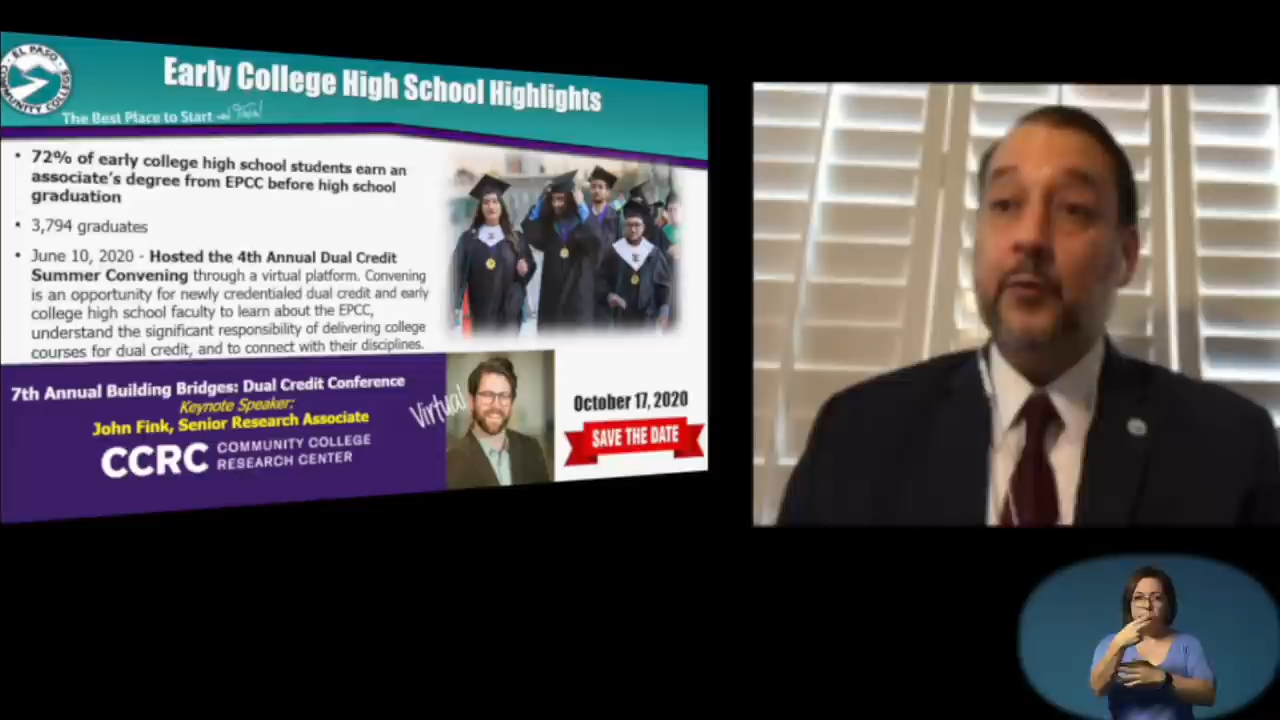 EL PASO
COMMUNITY COLLEGE
Early College High School Highlights
The Best Place to Start and Finish!
• 72% of early college high school students earn an
associate's degree from EPCC before high school
graduation
• 3,794 graduates
• June 10, 2020 - Hosted the 4th Annual Dual Credit
Summer Convening through a virtual platform. Convening
is an opportunity for newly credentialed dual credit and early
college high school faculty to learn about the EPCC,
understand the significant responsibility of delivering college
courses for dual credit, and to connect with their disciplines.
7th Annual Building Bridges: Dual Credit Conference
Keynote Speaker:
John Fink, Senior Research Associate
CCRC COMMUNITY COLLEGE
RESEARCH CENTER
Virtual
October 17, 2020
SAVE THE DATE